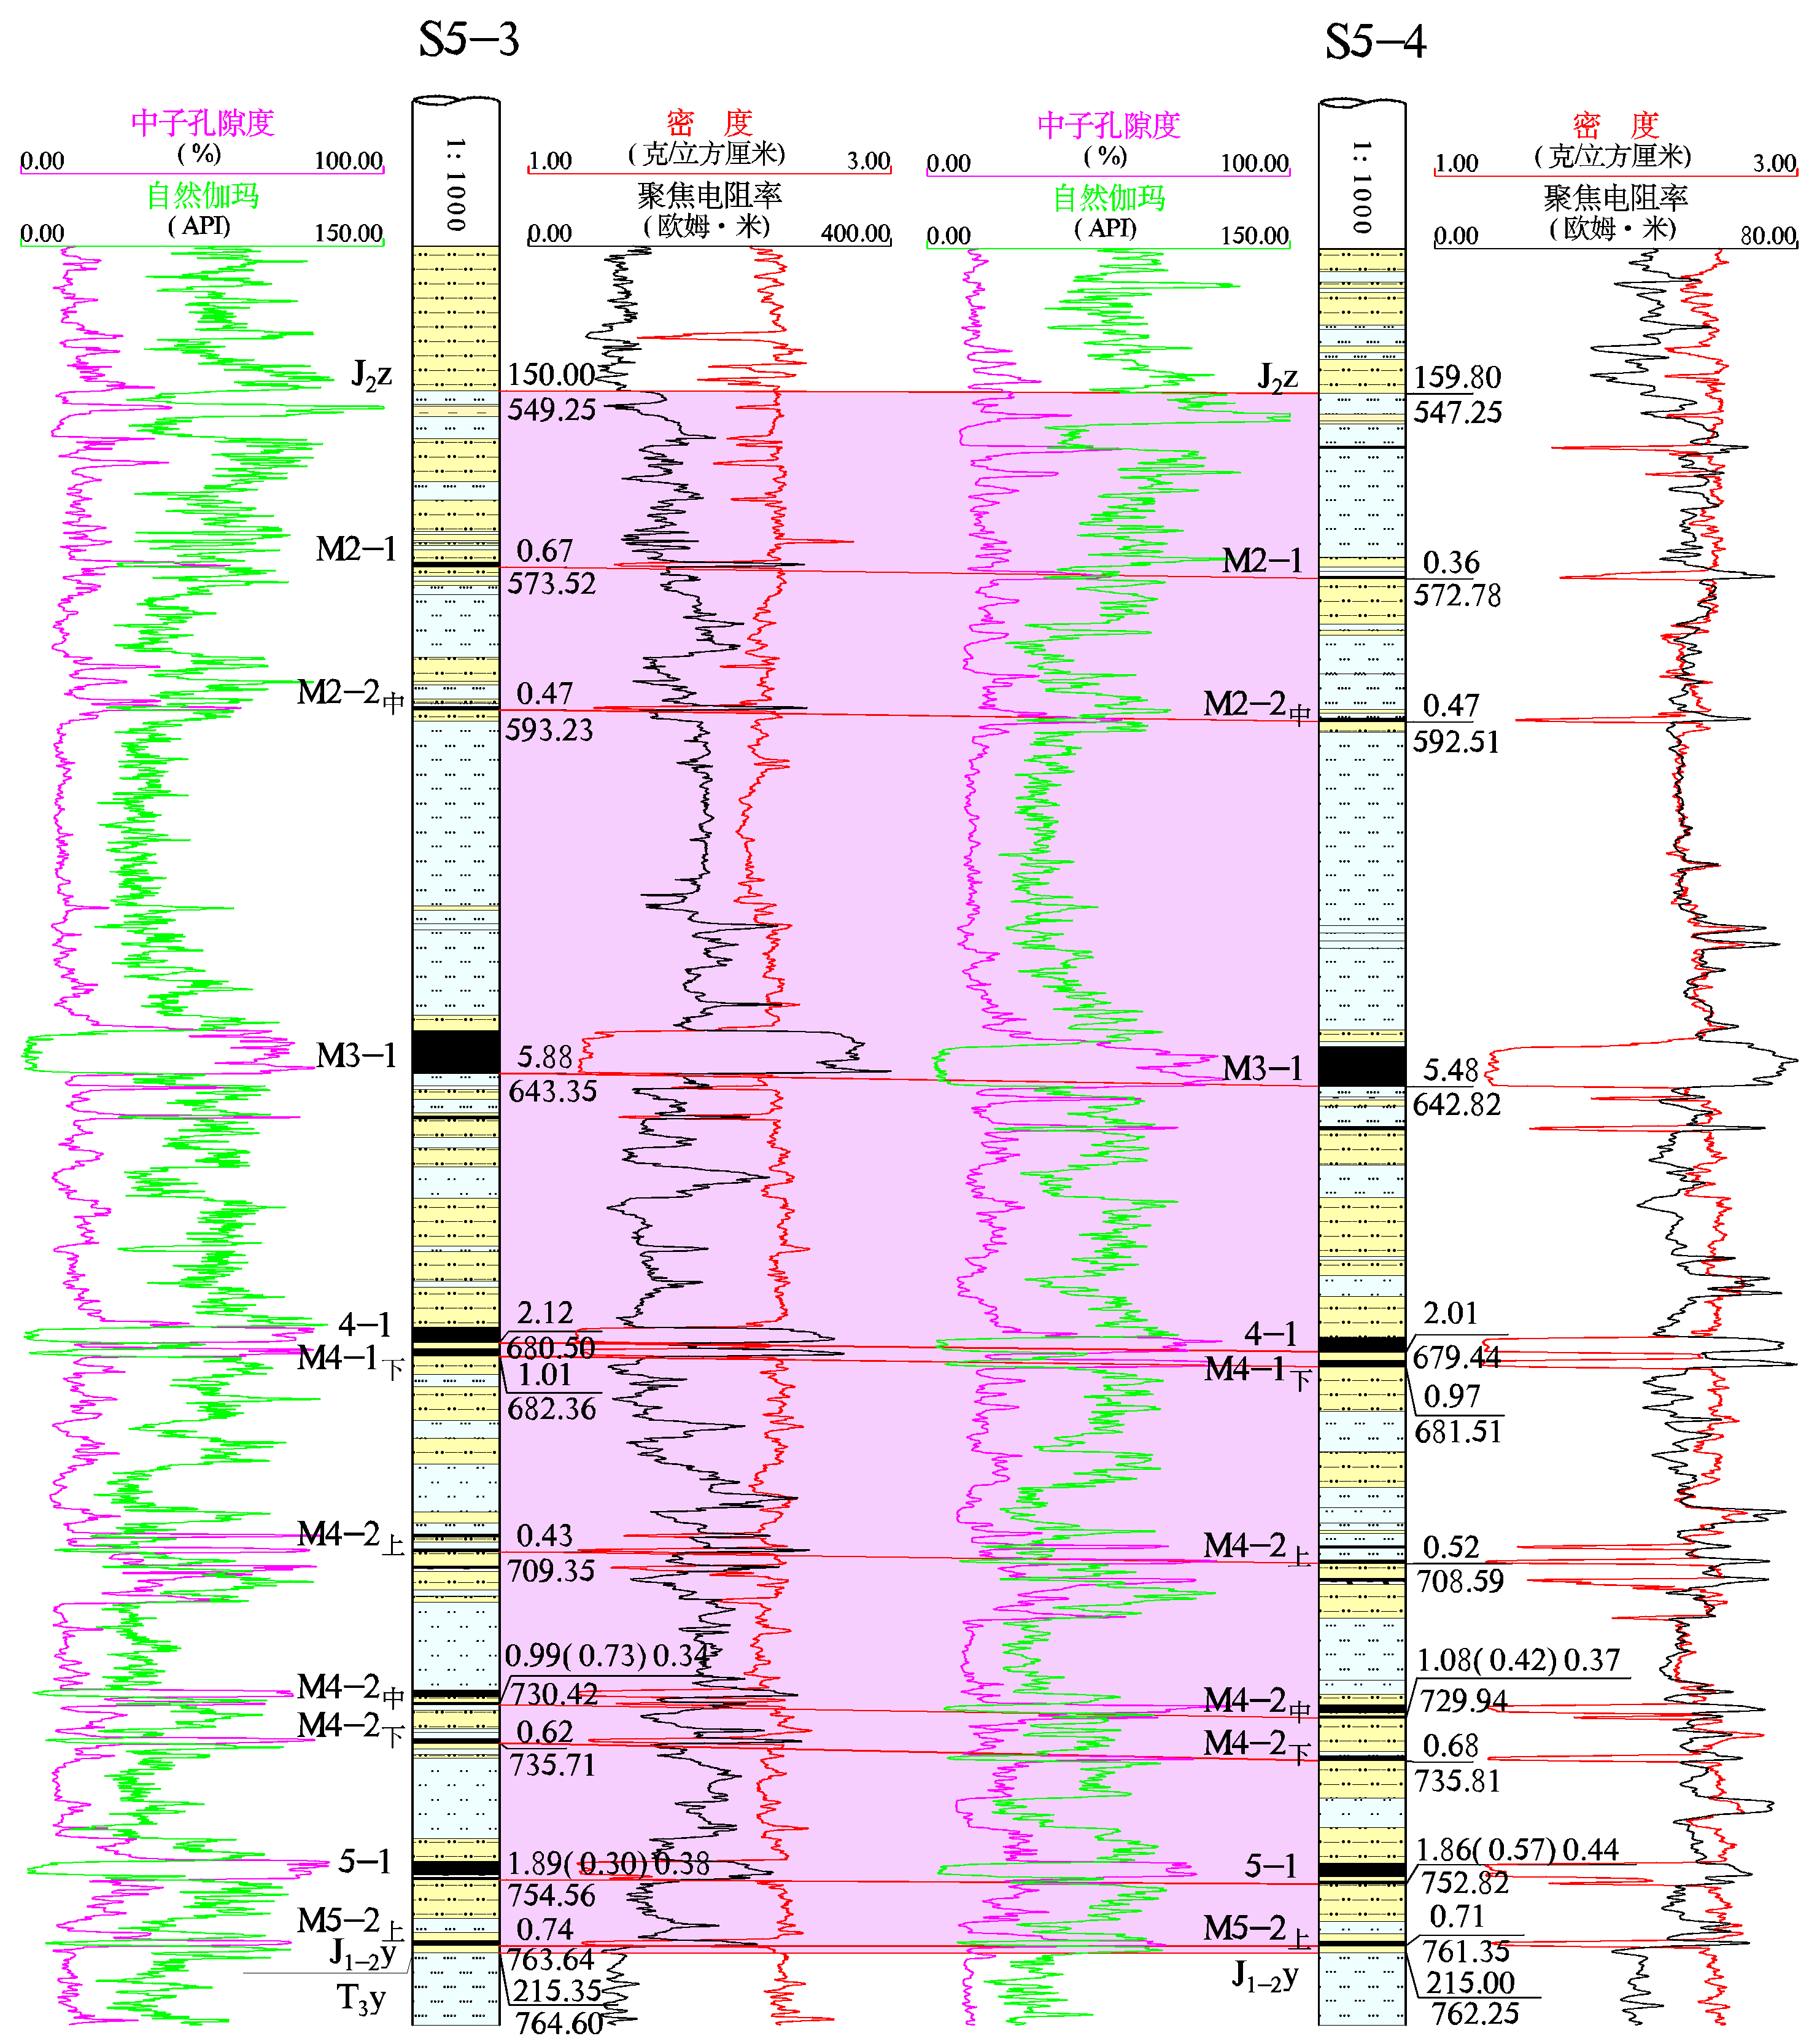 S5-3
S5-4
中子孔隙度
(%)
0.00 100.00
自然伽玛
(API)
0.00 150.00
1:1000
密 度
(克/立方厘米)
1.00 3.00
聚焦电阻率
(欧姆·米)
0.00 400.00
中子孔隙度
(%)
0.00 100.00
自然伽玛
(API)
0.00 150.00
1:1000
密 度
(克/立方厘米)
1.00 3.00
聚焦电阻率
(欧姆·米)
0.00 80.00
J₂z
150.00
549.25
J₂z
159.80
547.25
M2-1
0.67
573.52
M2-1
0.36
572.78
M2-2中
0.47
593.23
M2-2中
0.47
592.51
M3-1
5.88
643.35
M3-1
5.48
642.82
4-1
2.12
680.50
4-1
2.01
679.44
M4-1下
1.01
682.36
M4-1下
0.97
681.51
M4-2上
0.43
709.35
M4-2上
0.52
708.59
M4-2中
0.99(0.73)0.34
730.42
M4-2中
1.08(0.42)0.37
729.94
M4-2下
0.62
735.71
M4-2下
0.68
735.81
5-1
1.89(0.30)0.38
754.56
5-1
1.86(0.57)0.44
752.82
M5-2上
0.74
763.64
M5-2上
0.71
761.35
J₁₋₂y
215.35
764.60
J₁₋₂y
215.00
762.25
T₃y